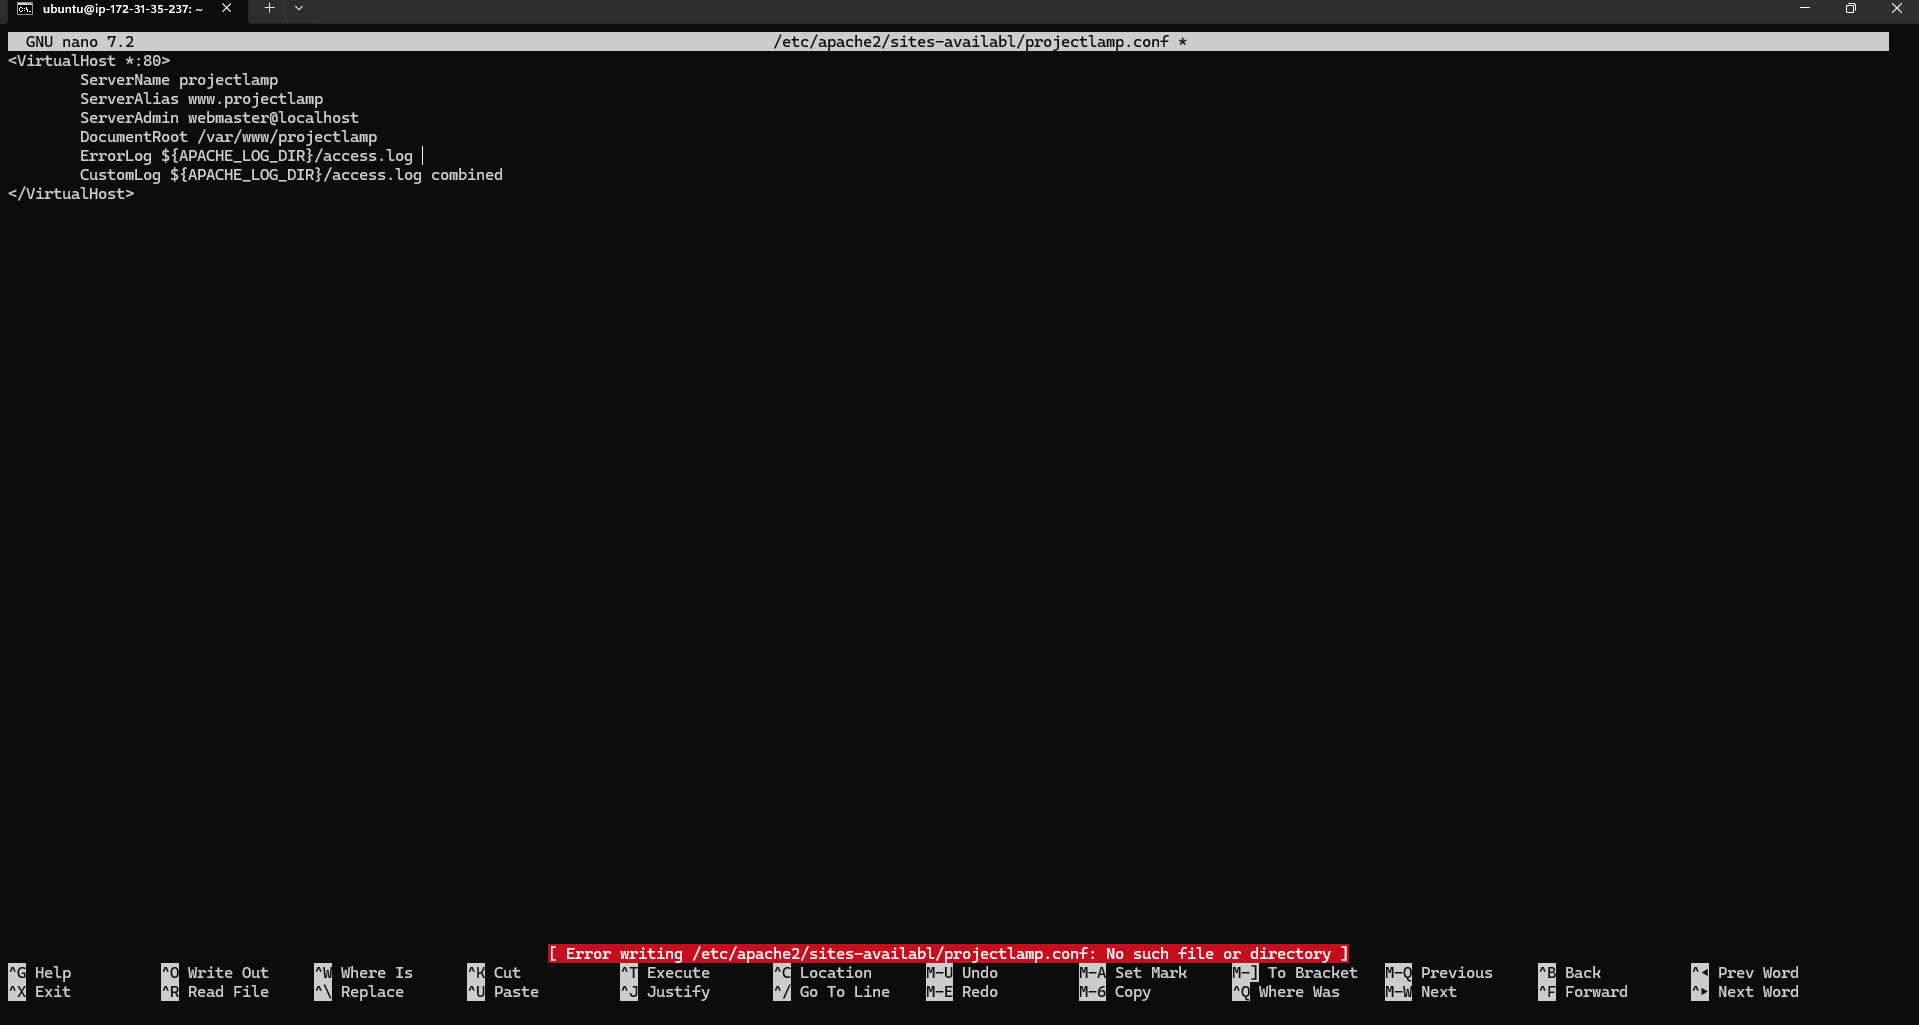 ubuntu@ip-172-31-35-237: ~
GNU nano 7.2 /etc/apache2/sites-availabl/projectlamp.conf *
<VirtualHost *:80>
ServerName projectlamp
ServerAlias www.projectlamp
ServerAdmin webmaster@localhost
DocumentRoot /var/www/projectlamp
ErrorLog ${APACHE_LOG_DIR}/access.log
CustomLog ${APACHE_LOG_DIR}/access.log combined
</VirtualHost>
[ Error writing /etc/apache2/sites-availabl/projectlamp.conf: No such file or directory ]
^G Help ^O Write Out ^W Where Is ^K Cut ^T Execute ^C Location M-U Undo M-A Set Mark M-] To Bracket M-Q Previous ^B Back ^◂ Prev Word
^X Exit ^R Read File ^\ Replace ^U Paste ^J Justify ^/ Go To Line M-E Redo M-6 Copy ^Q Where Was M-W Next ^F Forward ^▸ Next Word